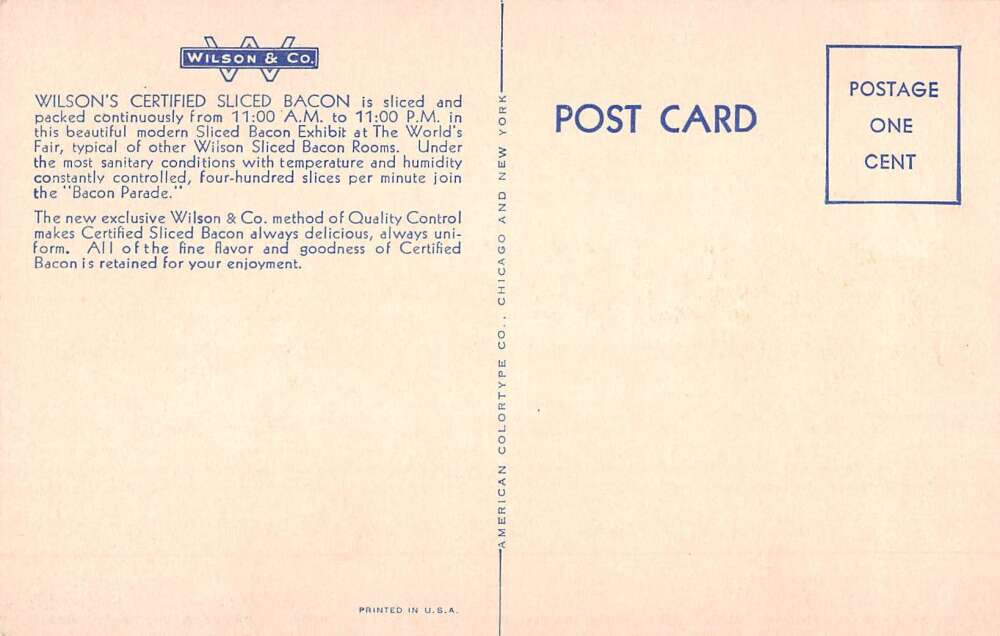 WILSON & CO.
WILSON'S CERTIFIED SLICED BACON is sliced and
packed continuously from 11:00 A.M. to 11:00 P.M. in
this beautiful modern Sliced Bacon Exhibit at The World's
Fair, typical of other Wilson Sliced Bacon Rooms. Under
the most sanitary conditions with temperature and humidity
constantly controlled, four-hundred slices per minute join
the "Bacon Parade."
The new exclusive Wilson & Co. method of Quality Control
makes Certified Sliced Bacon always delicious, always uni-
form. All of the fine flavor and goodness of Certified
Bacon is retained for your enjoyment.
PRINTED IN U.S.A.
AMERICAN COLORTYPE CO., CHICAGO AND NEW YORK
POST CARD
POSTAGE
ONE
CENT